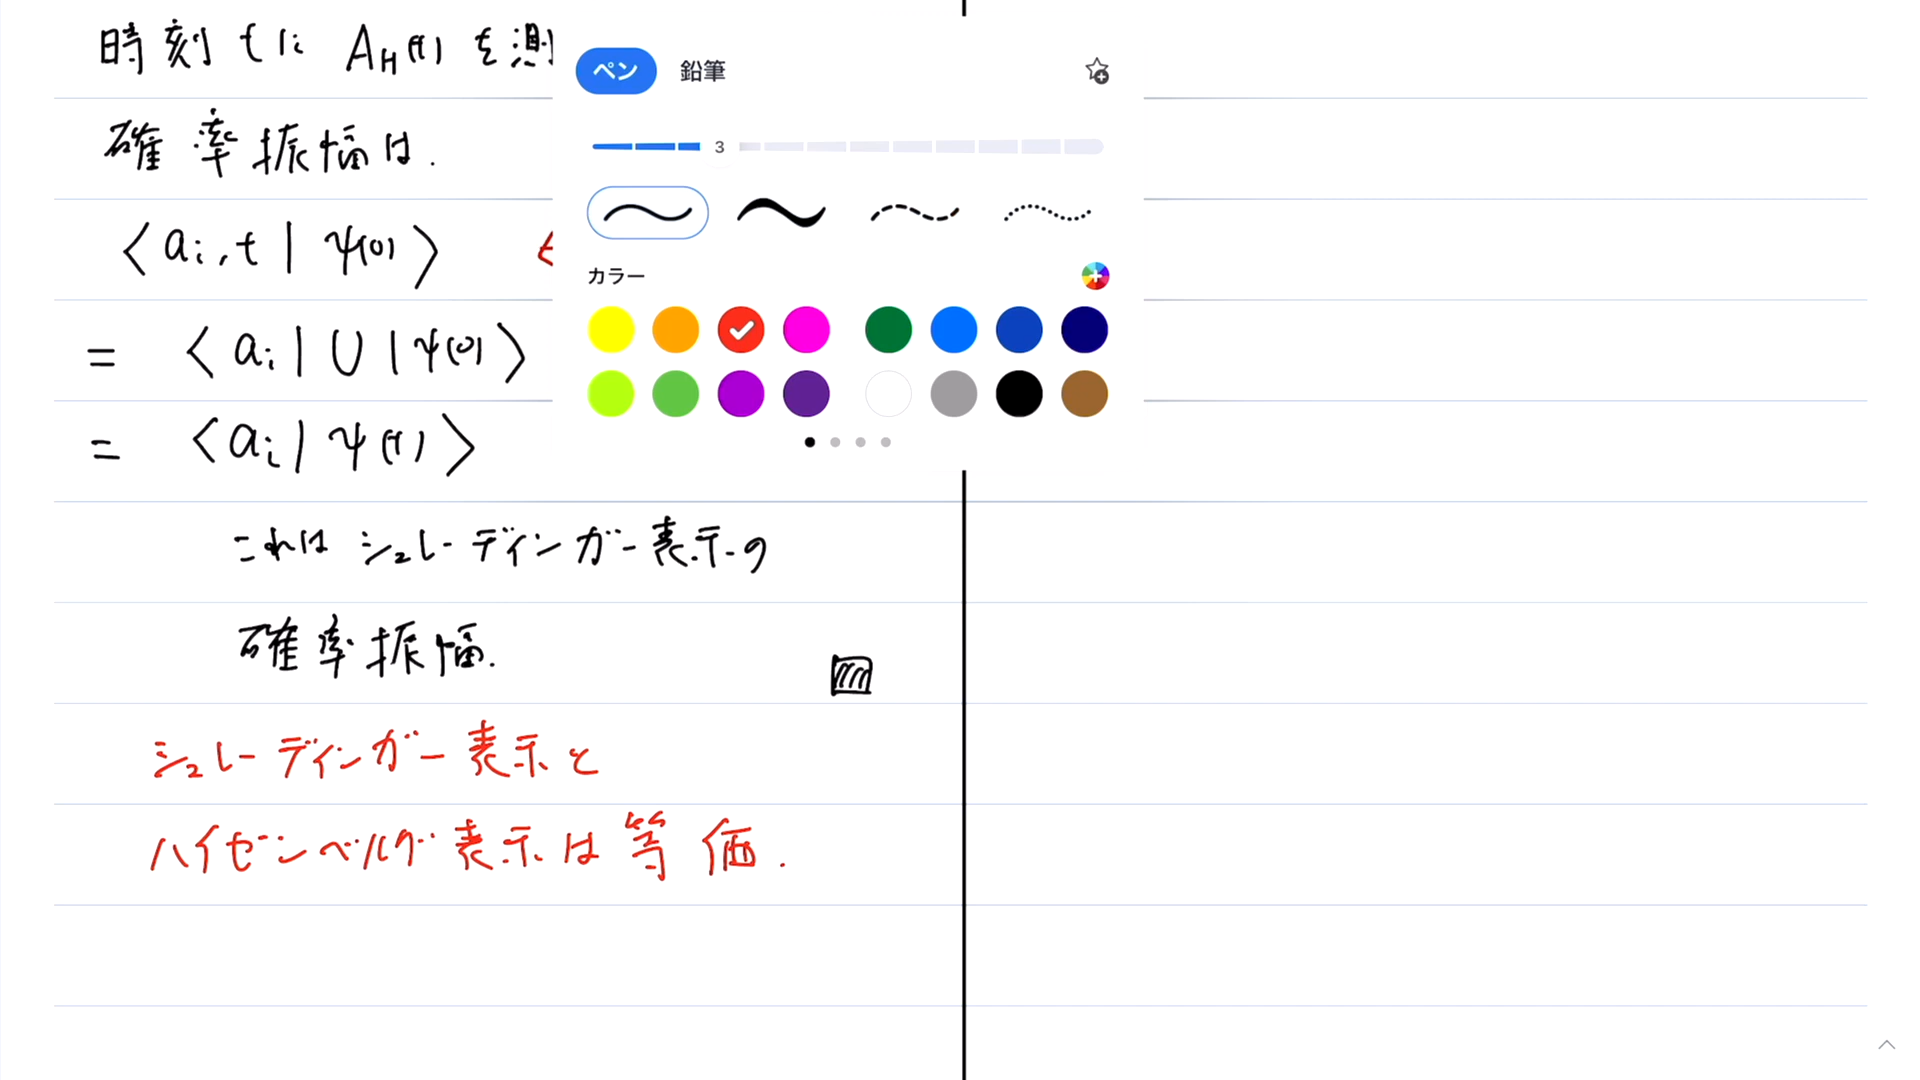 時刻 t に A_H(t) を測
確率振幅は.
⟨ a_i, t | ψ(0) ⟩
= ⟨ a_i | U | ψ(0) ⟩
= ⟨ a_i | ψ(t) ⟩
これは シュレーディンガー表示の
確率振幅.
シュレーディンガー表示と
ハイゼンベルグ表示は等価.
ペン 鉛筆
3
カラー